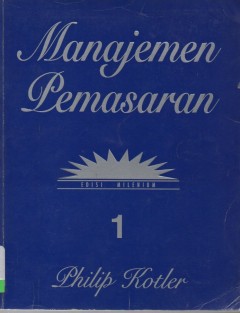 Manajemen
Pemasaran
EDISI MILENIUM
1
Philip Kotler